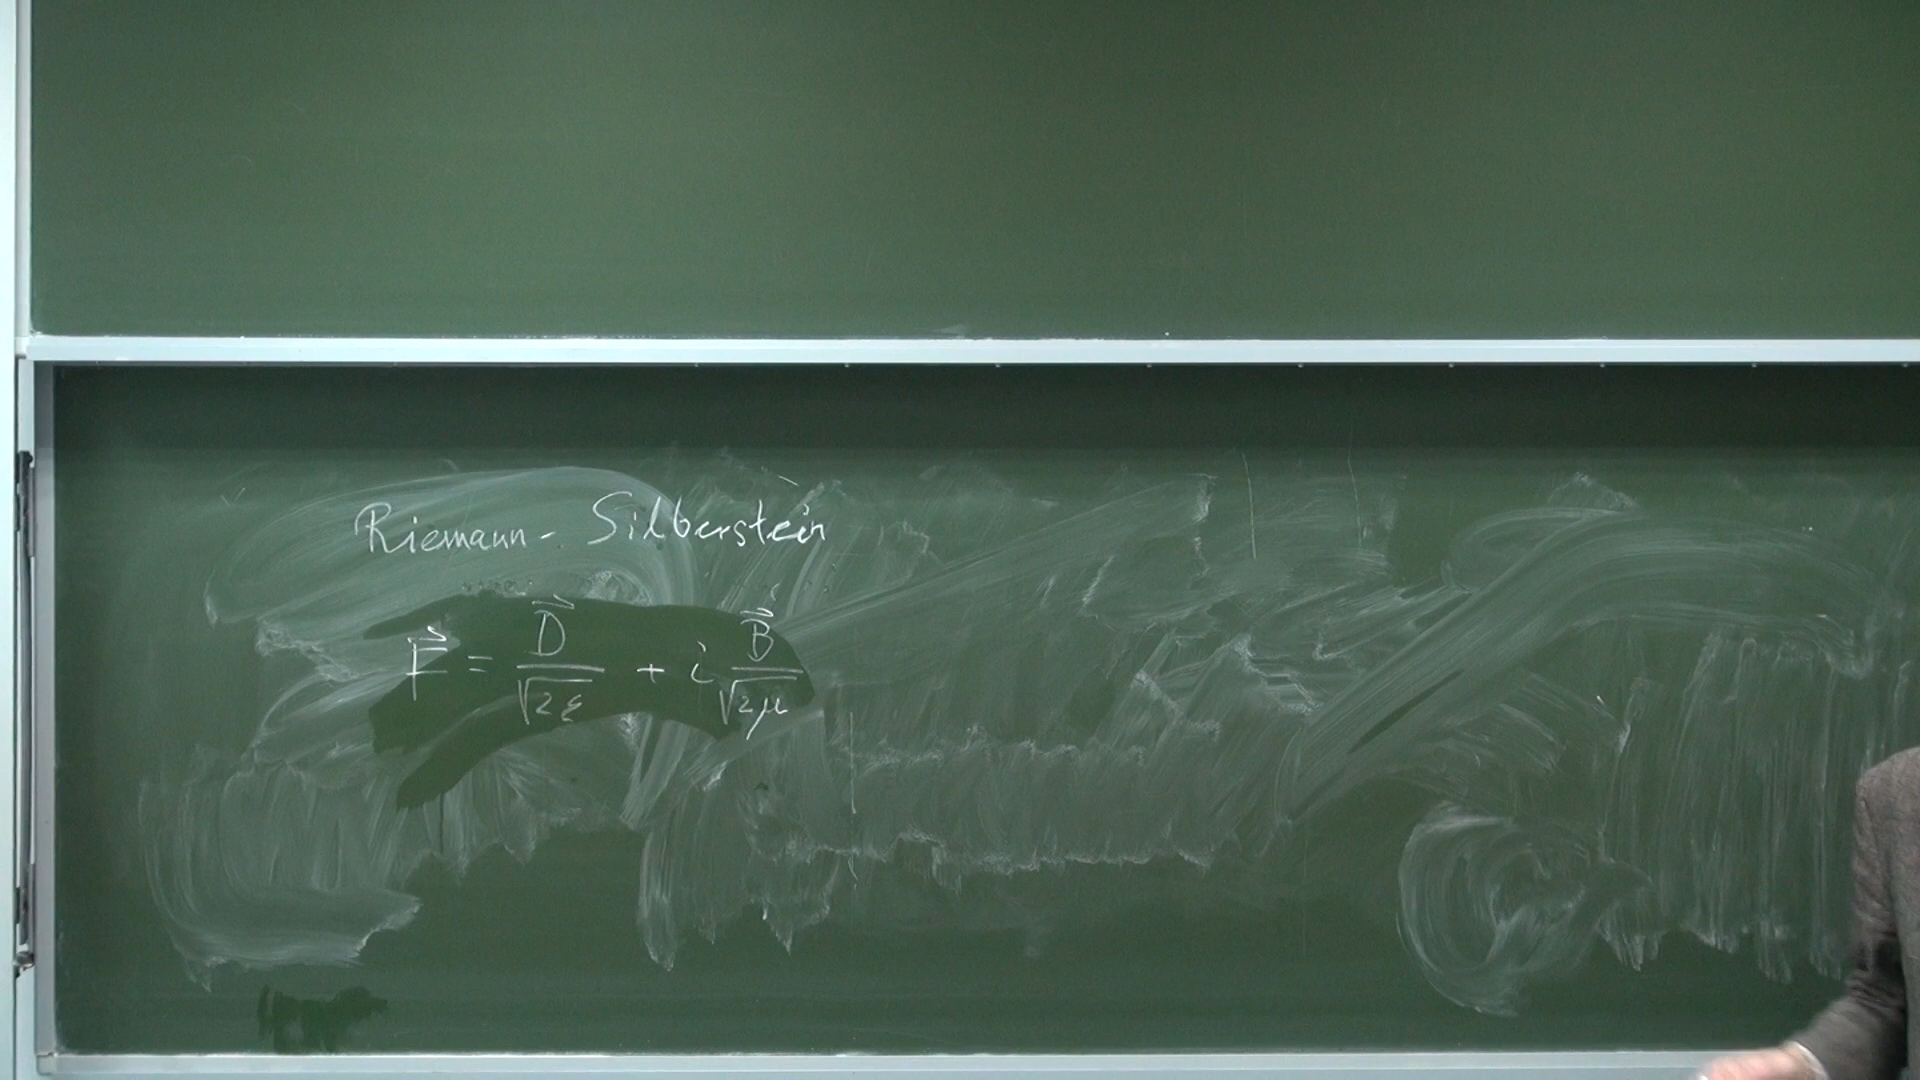 Riemann - Silberstein
F⃗ = D⃗/√2ε + i B⃗/√2μ